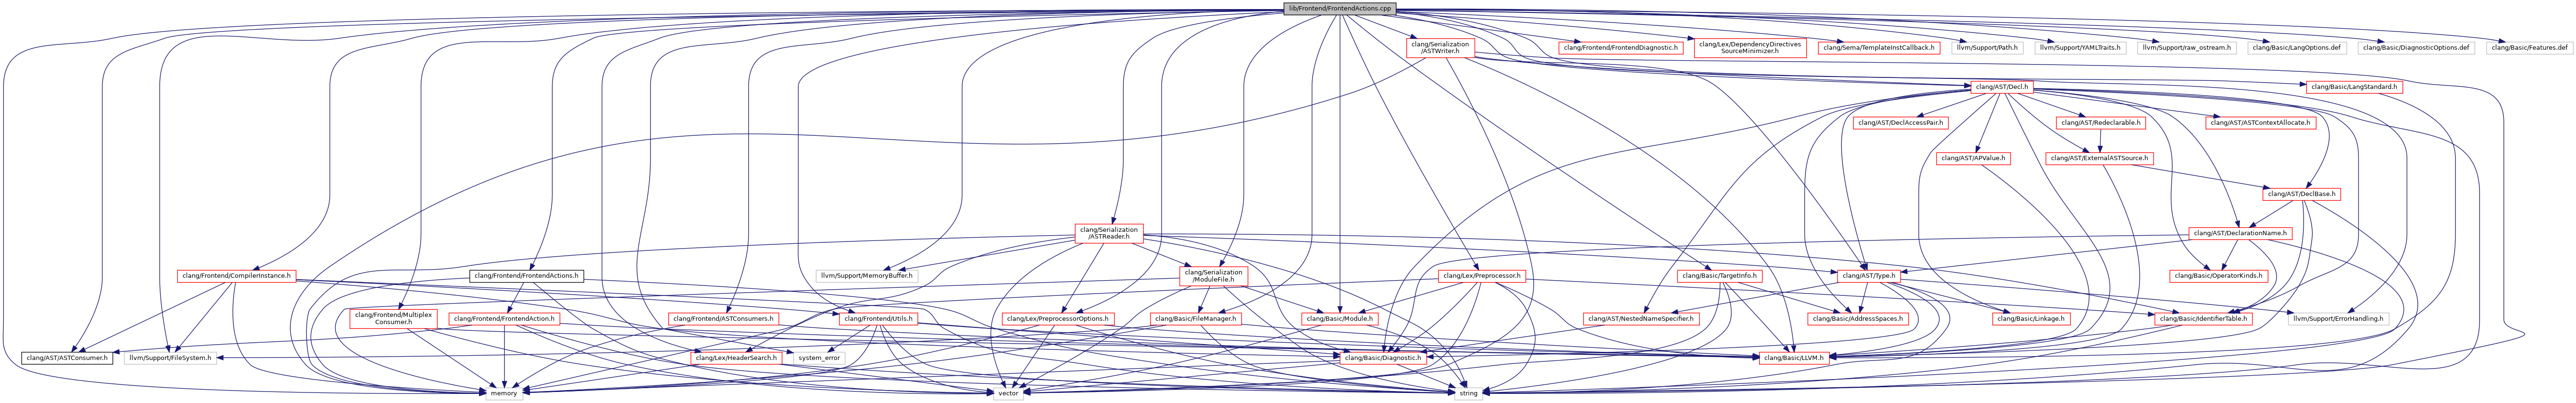 lib/Frontend/FrontendActions.cpp
clang/Serialization
/ASTWriter.h
clang/Frontend/FrontendDiagnostic.h
clang/Lex/DependencyDirectives
SourceMinimizer.h
clang/Sema/TemplateInstCallback.h
llvm/Support/Path.h
llvm/Support/YAMLTraits.h
llvm/Support/raw_ostream.h
clang/Basic/LangOptions.def
clang/Basic/DiagnosticOptions.def
clang/Basic/Features.def
clang/AST/Decl.h
clang/Basic/LangStandard.h
clang/AST/DeclAccessPair.h
clang/AST/Redeclarable.h
clang/AST/ASTContextAllocate.h
clang/AST/APValue.h
clang/AST/ExternalASTSource.h
clang/AST/DeclBase.h
clang/Serialization
/ASTReader.h
clang/AST/DeclarationName.h
clang/Frontend/CompilerInstance.h
clang/Frontend/FrontendActions.h
llvm/Support/MemoryBuffer.h
clang/Serialization
/ModuleFile.h
clang/Lex/Preprocessor.h
clang/Basic/TargetInfo.h
clang/AST/Type.h
clang/Basic/OperatorKinds.h
clang/Frontend/Multiplex
Consumer.h
clang/Frontend/FrontendAction.h
clang/Frontend/ASTConsumers.h
clang/Frontend/Utils.h
clang/Lex/PreprocessorOptions.h
clang/Basic/FileManager.h
clang/Basic/Module.h
clang/AST/NestedNameSpecifier.h
clang/Basic/AddressSpaces.h
clang/Basic/Linkage.h
clang/Basic/IdentifierTable.h
llvm/Support/ErrorHandling.h
clang/AST/ASTConsumer.h
llvm/Support/FileSystem.h
clang/Lex/HeaderSearch.h
system_error
clang/Basic/Diagnostic.h
clang/Basic/LLVM.h
memory
vector
string